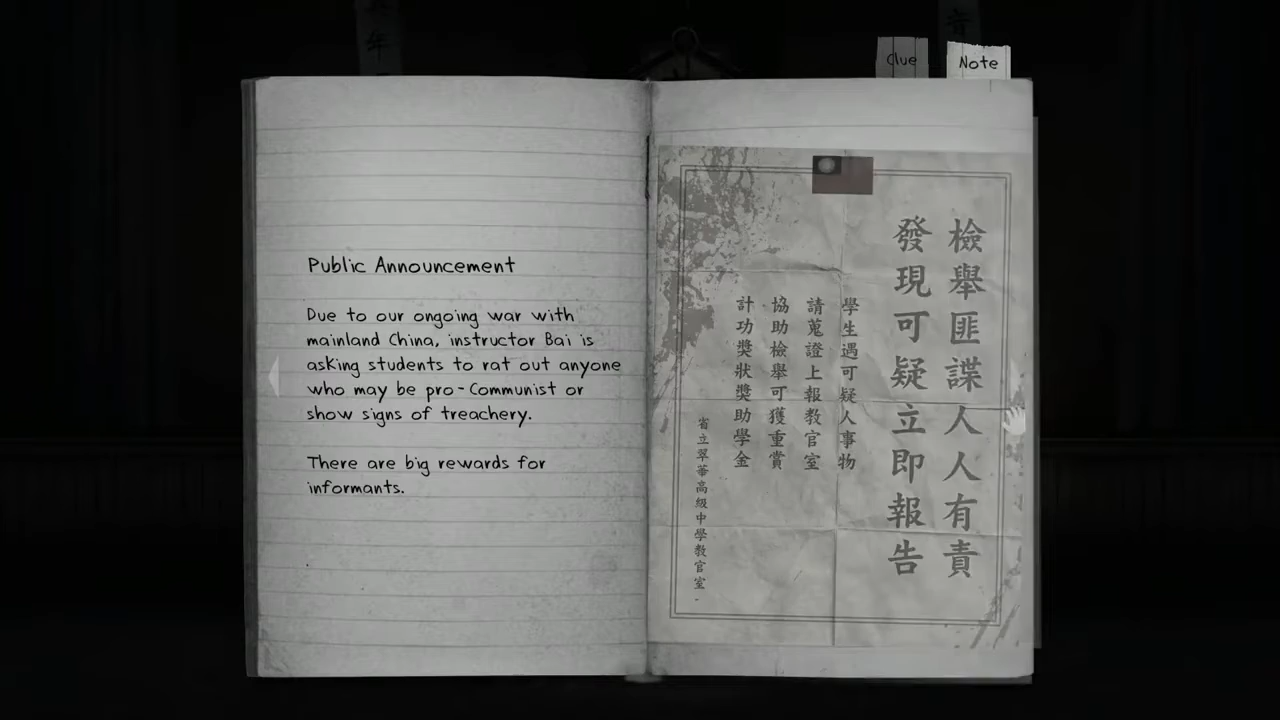 Clue
Note
Public Announcement
Due to our ongoing war with
mainland China, instructor Bai is
asking students to rat out anyone
who may be pro-Communist or
show signs of treachery.
There are big rewards for
informants.
檢舉匪諜人人有責
發現可疑立即報告
學生遇可疑人事物
請蒐證上報教官室
協助檢舉可獲重賞
計功獎狀獎助學金
省立翠華高級中學教官室
年
音